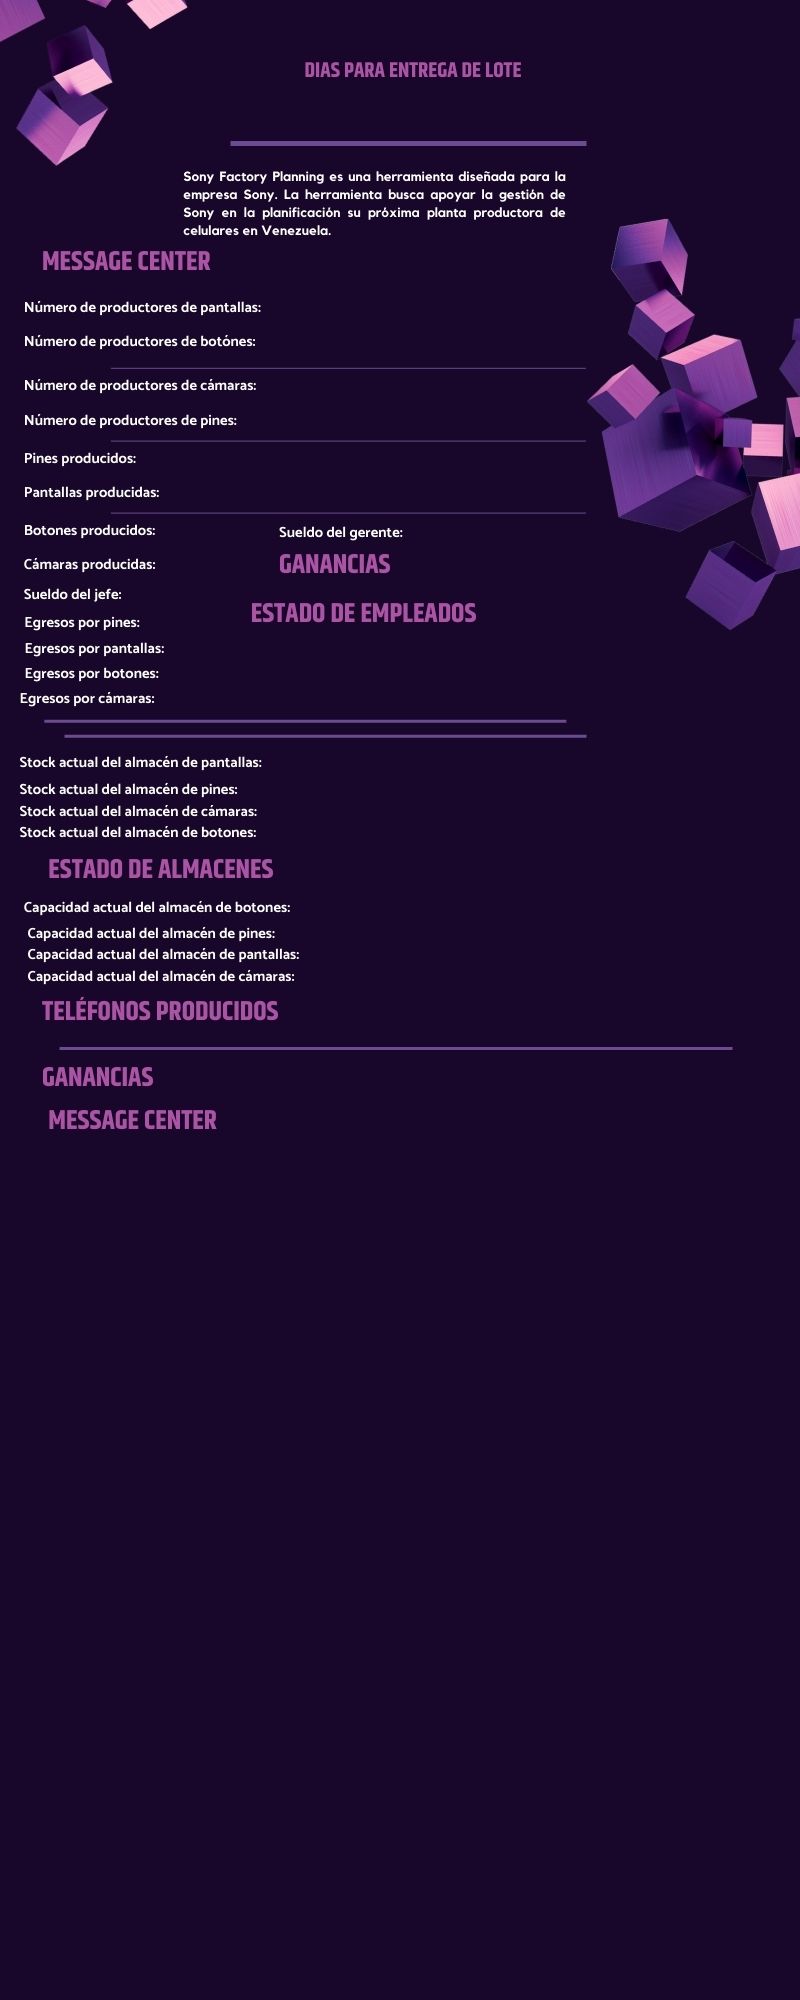 DIAS PARA ENTREGA DE LOTE
Sony Factory Planning es una herramienta diseñada para la
empresa Sony. La herramienta busca apoyar la gestión de
Sony en la planificación su próxima planta productora de
celulares en Venezuela.
MESSAGE CENTER
Número de productores de pantallas:
Número de productores de botónes:
Número de productores de cámaras:
Número de productores de pines:
Pines producidos:
Pantallas producidas:
Botones producidos:
Sueldo del gerente:
Cámaras producidas:
GANANCIAS
Sueldo del jefe:
ESTADO DE EMPLEADOS
Egresos por pines:
Egresos por pantallas:
Egresos por botones:
Egresos por cámaras:
Stock actual del almacén de pantallas:
Stock actual del almacén de pines:
Stock actual del almacén de cámaras:
Stock actual del almacén de botones:
ESTADO DE ALMACENES
Capacidad actual del almacén de botones:
Capacidad actual del almacén de pines:
Capacidad actual del almacén de pantallas:
Capacidad actual del almacén de cámaras:
TELÉFONOS PRODUCIDOS
GANANCIAS
MESSAGE CENTER